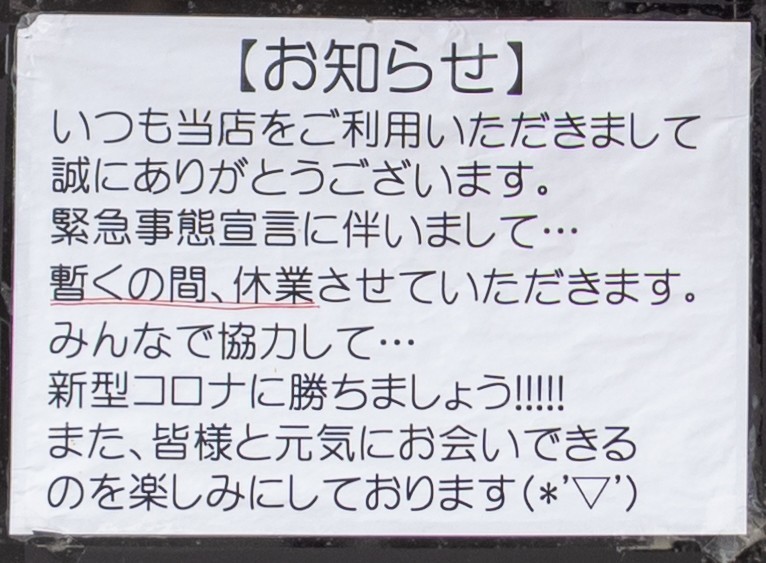 【お知らせ】
いつも当店をご利用いただきまして
誠にありがとうございます。
緊急事態宣言に伴いまして…
暫くの間、休業させていただきます。
みんなで協力して…
新型コロナに勝ちましょう!!!!!
また、皆様と元気にお会いできる
のを楽しみにしております(*'▽')